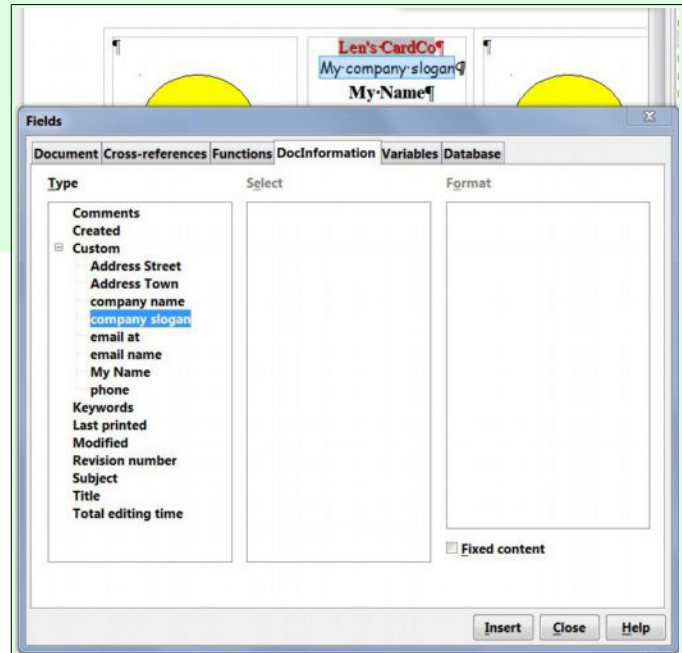 ¶ Len's·CardCo¶ ¶
My·company·slogan¶
My·Name¶
Fields
Document Cross-references Functions DocInformation Variables Database
Type Select Format
Comments
Created
Custom
Address Street
Address Town
company name
company slogan
email at
email name
My Name
phone
Keywords
Last printed
Modified
Revision number
Subject
Title
Total editing time
Fixed content
Insert Close Help